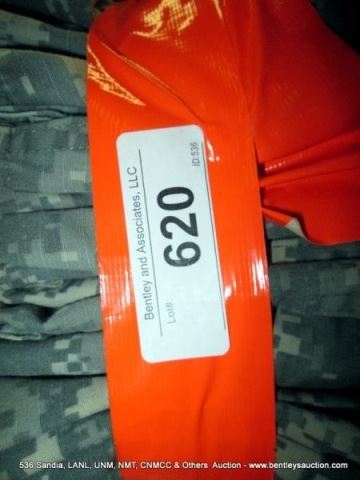 Bentley and Associates, LLC
Lot# 620
ID:536
536 Sandia, LANL, UNM, NMT, CNMCC & Others Auction - www.bentleysauction.com